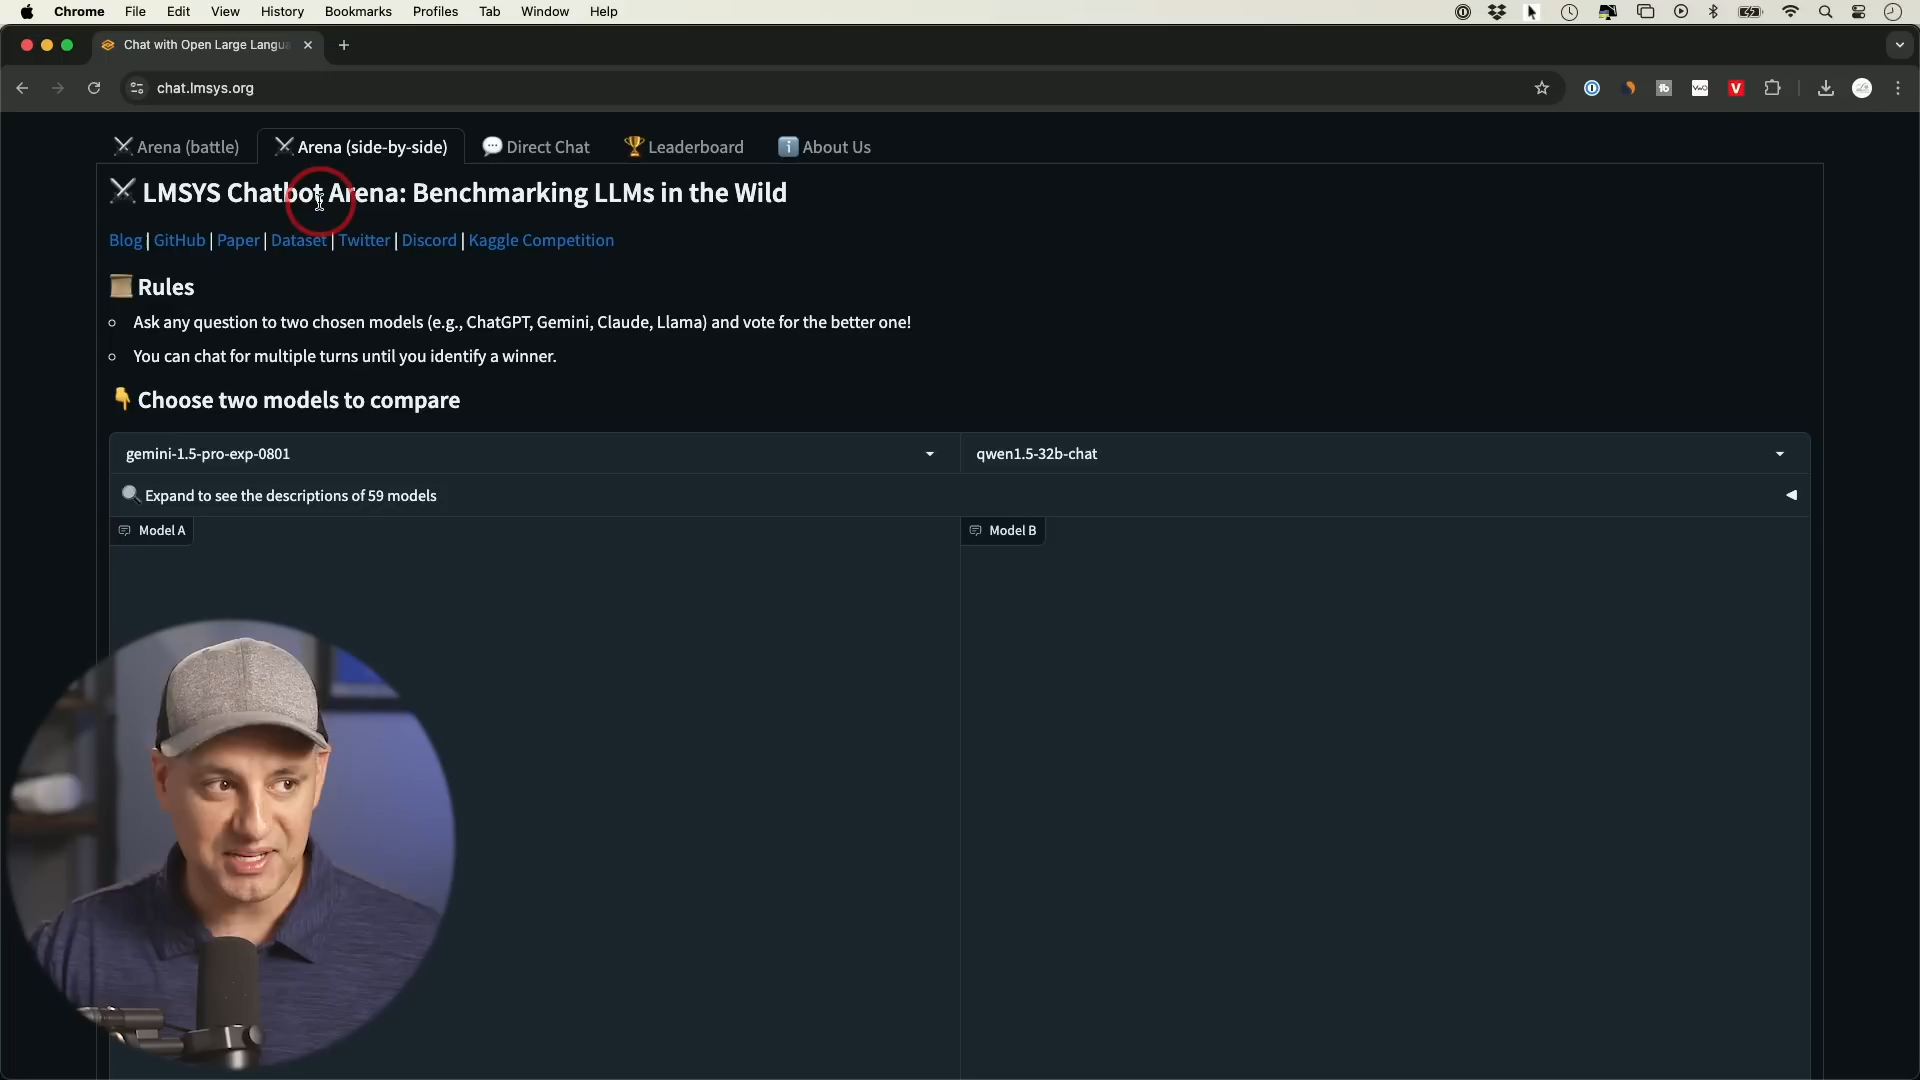 Chrome File Edit View History Bookmarks Profiles Tab Window Help
Chat with Open Large Langu
chat.lmsys.org
Arena (battle) Arena (side-by-side) Direct Chat Leaderboard About Us
LMSYS Chatbot Arena: Benchmarking LLMs in the Wild
Blog | GitHub | Paper | Dataset | Twitter | Discord | Kaggle Competition
Rules
Ask any question to two chosen models (e.g., ChatGPT, Gemini, Claude, Llama) and vote for the better one!
You can chat for multiple turns until you identify a winner.
Choose two models to compare
gemini-1.5-pro-exp-0801 qwen1.5-32b-chat
Expand to see the descriptions of 59 models
Model A Model B